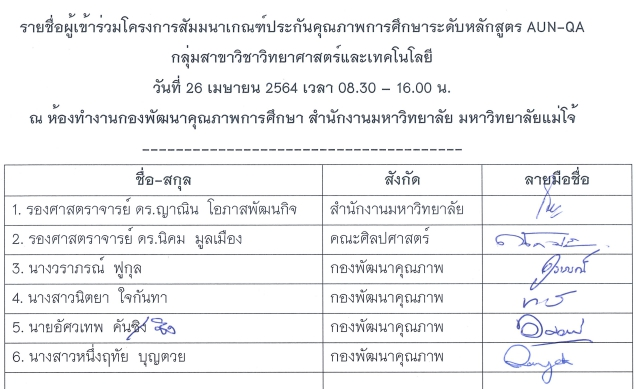 รายชื่อผู้เข้าร่วมโครงการสัมมนาเกณฑ์ประกันคุณภาพการศึกษาระดับหลักสูตร AUN-QA
กลุ่มสาขาวิชาวิทยาศาสตร์และเทคโนโลยี
วันที่ 26 เมษายน 2564 เวลา 08.30 – 16.00 น.
ณ ห้องทำงานกองพัฒนาคุณภาพการศึกษา สำนักงานมหาวิทยาลัย มหาวิทยาลัยแม่โจ้
ชื่อ-สกุล สังกัด ลายมือชื่อ
1. รองศาสตราจารย์ ดร.ญาณิน โอภาสพัฒนกิจ สำนักงานมหาวิทยาลัย
2. รองศาสตราจารย์ ดร.นิคม มูลเมือง คณะศิลปศาสตร์
3. นางวราภรณ์ ฟูกุล กองพัฒนาคุณภาพ
4. นางสาวนิตยา ใจกันทา กองพัฒนาคุณภาพ
5. นายอัศวเทพ คันซิง ซิง กองพัฒนาคุณภาพ
6. นางสาวหนึ่งฤทัย บุญตวย กองพัฒนาคุณภาพ